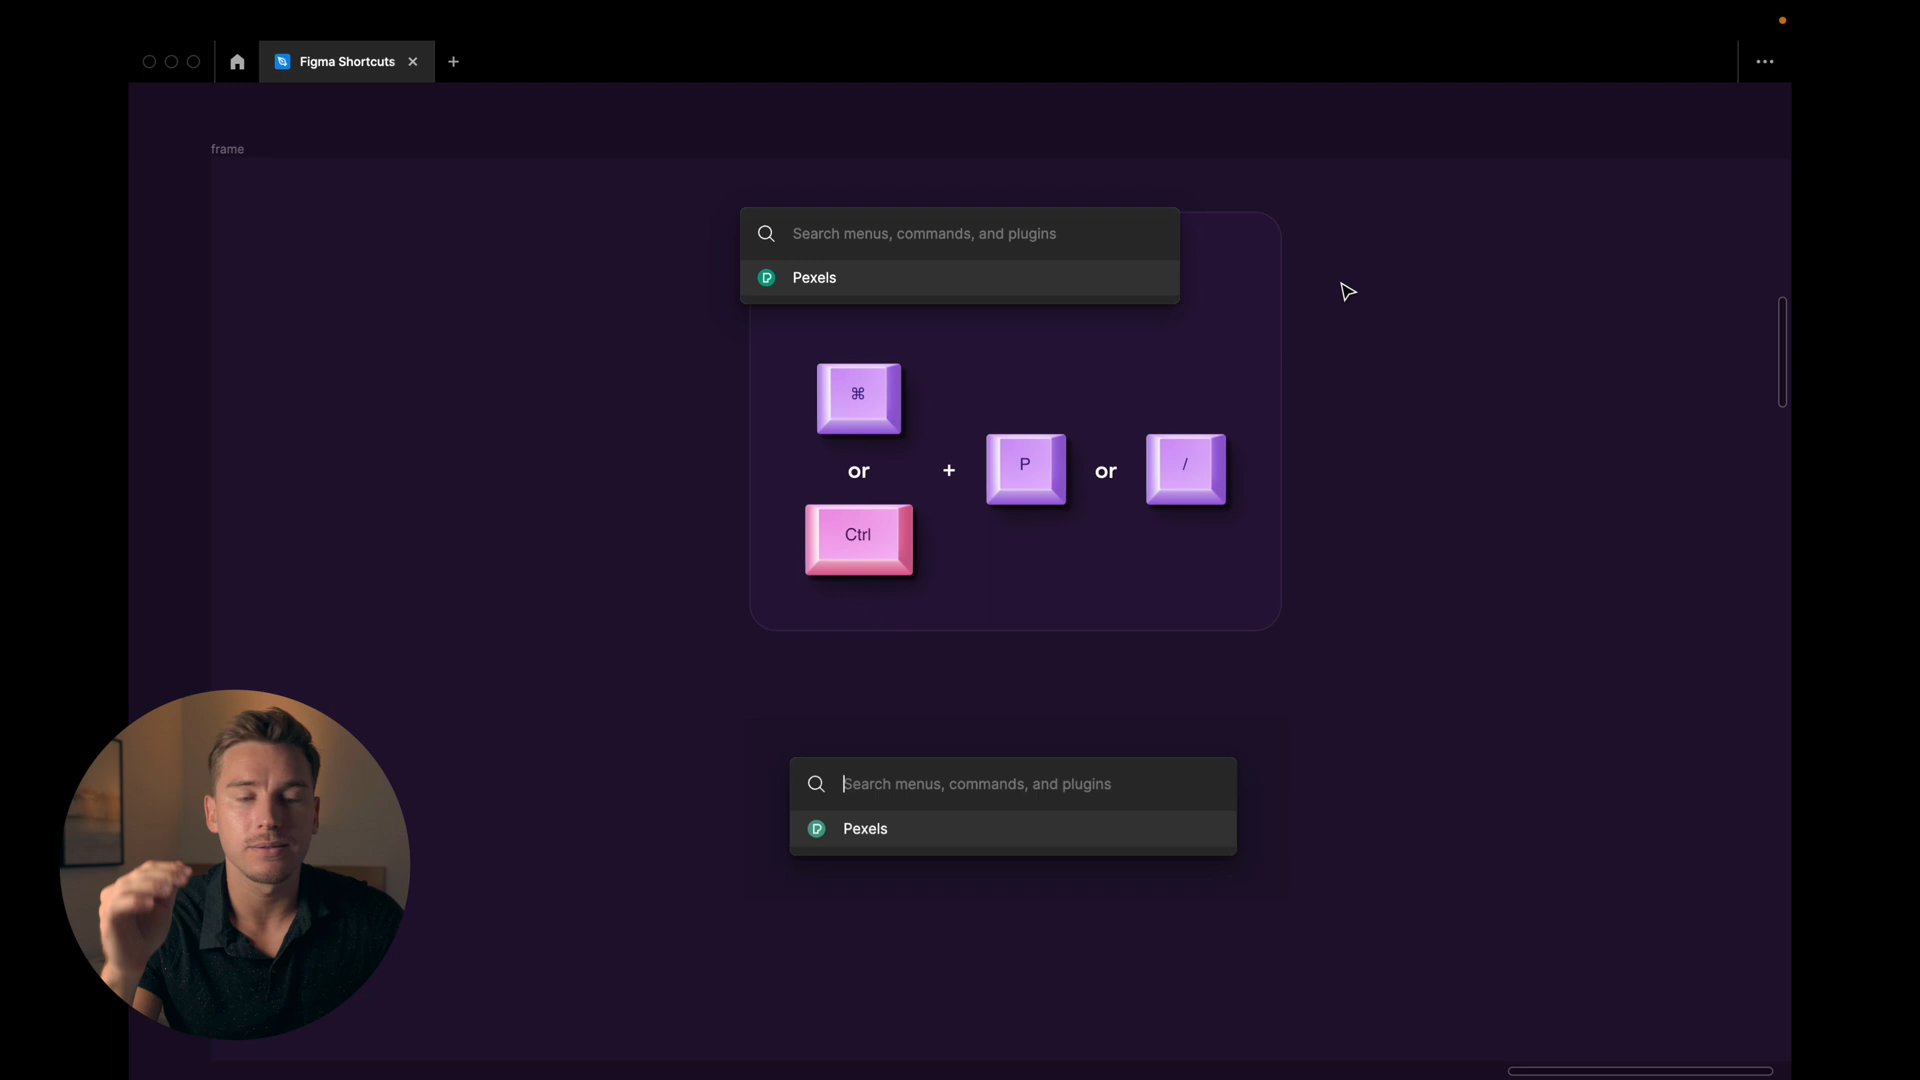 Figma Shortcuts
frame
Search menus, commands, and plugins
Pexels
⌘
or
+
P
or
/
Ctrl
Search menus, commands, and plugins
Pexels